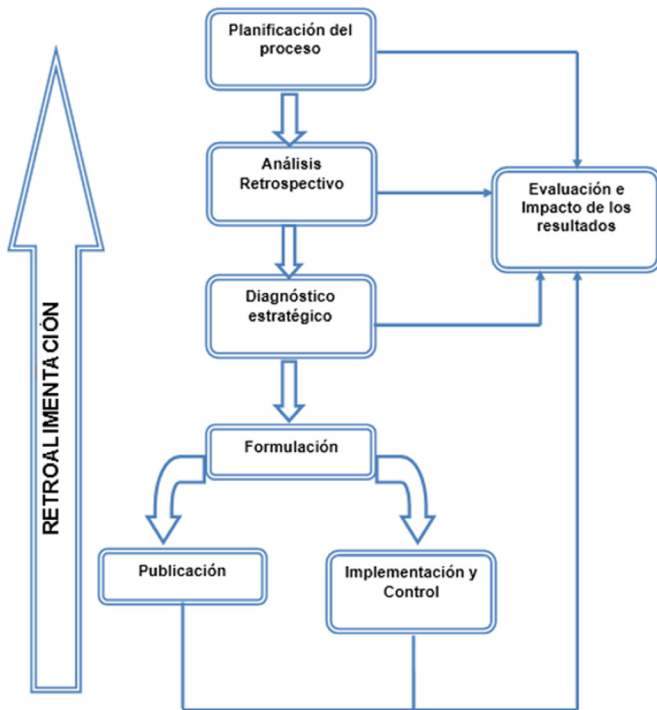 Planificación del
proceso
Análisis
Retrospectivo
Evaluación e
Impacto de los
resultados
Diagnóstico
estratégico
Formulación
Publicación
Implementación y
Control
RETROALIMENTACIÓN